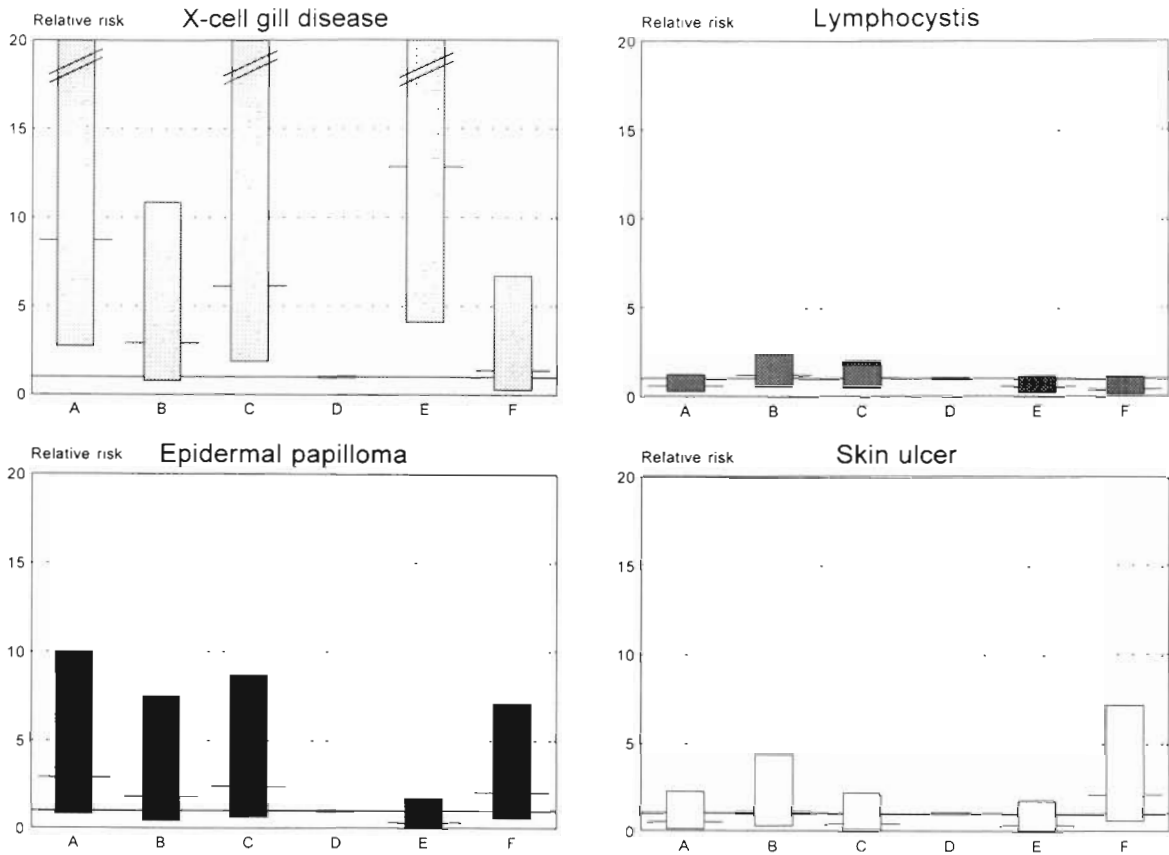 Relative risk X-cell gill disease
20
15
10
5
0
A B C D E F
Relative risk Lymphocystis
20
15
10
5
0
A B C D E F
Relative risk Epidermal papilloma
20
15
10
5
0
A B C D E F
Relative risk Skin ulcer
20
15
10
5
0
A B C D E F